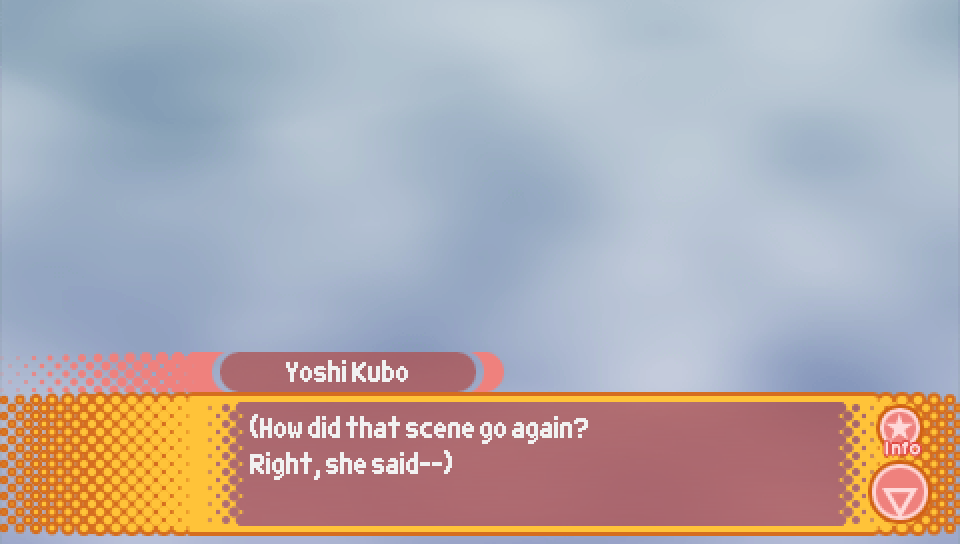 Yoshi Kubo
(How did that scene go again?
Right, she said--)
Info